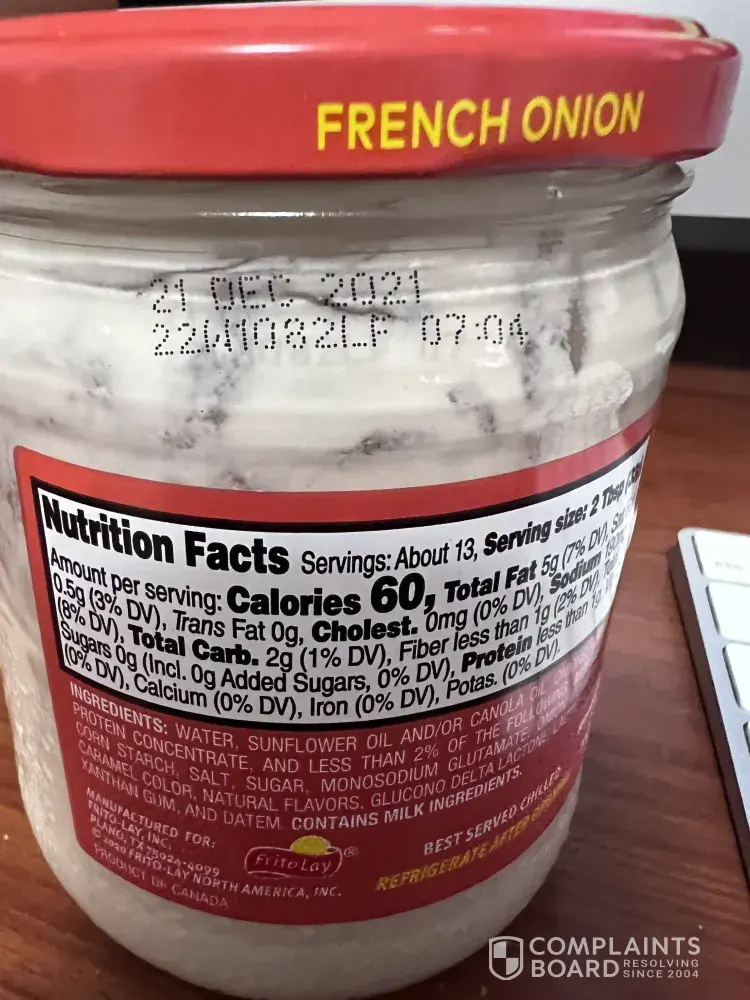 FRENCH ONION
21 DEC 2021
22W1082LF 07:04
Nutrition Facts Servings: About 13, Serving size: 2 Tbsp
Amount per serving: Calories 60, Total Fat 5g (7% DV),
0.5g (3% DV), Trans Fat 0g, Cholest. 0mg (0% DV), Sodium
(8% DV), Total Carb. 2g (1% DV), Fiber less than 1g (2% DV),
Sugars 0g (Incl. 0g Added Sugars, 0% DV), Protein less than 1g,
(0% DV), Calcium (0% DV), Iron (0% DV), Potas. (0% DV).
INGREDIENTS: WATER, SUNFLOWER OIL AND/OR CANOLA OIL,
PROTEIN CONCENTRATE, AND LESS THAN 2% OF THE FOLLOWING:
CORN STARCH, SALT, SUGAR, MONOSODIUM GLUTAMATE,
CARAMEL COLOR, NATURAL FLAVORS, GLUCONO DELTA LACTONE,
XANTHAN GUM, AND DATEM. CONTAINS MILK INGREDIENTS.
MANUFACTURED FOR:
FRITO-LAY, INC.
PLANO, TX 75024-4099
© 2020 FRITO-LAY NORTH AMERICA, INC.
PRODUCT OF CANADA
FritoLay ®
BEST SERVED CHILLED
REFRIGERATE AFTER OPENING
COMPLAINTS
BOARD RESOLVING
SINCE 2004